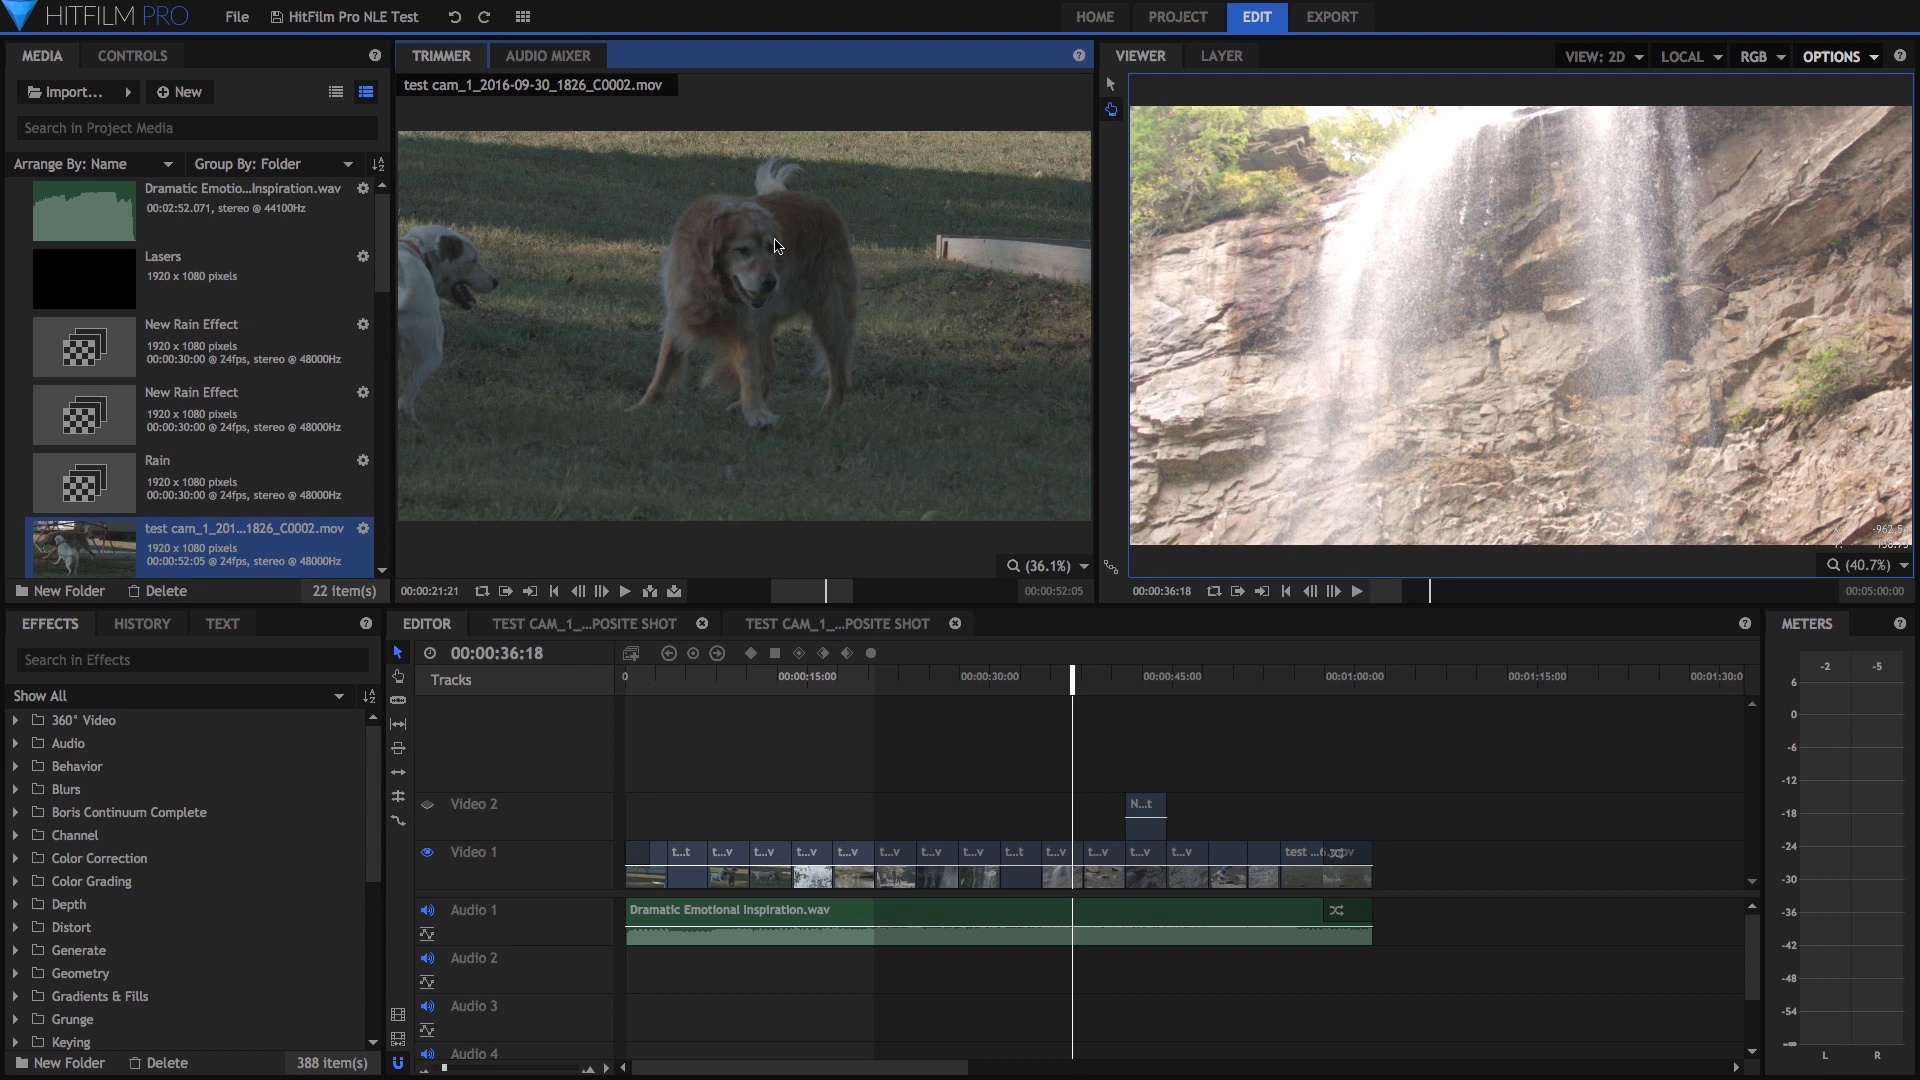 HITFILM PRO
File
HitFilm Pro NLE Test
HOME
PROJECT
EDIT
EXPORT
MEDIA
CONTROLS
Import...
New
Search in Project Media
Arrange By: Name
Group By: Folder
Dramatic Emotio...Inspiration.wav
00:02:52.071, stereo @ 44100Hz
Lasers
1920 x 1080 pixels
New Rain Effect
1920 x 1080 pixels
00:00:30:00 @ 24fps, stereo @ 48000Hz
New Rain Effect
1920 x 1080 pixels
00:00:30:00 @ 24fps, stereo @ 48000Hz
Rain
1920 x 1080 pixels
00:00:30:00 @ 24fps, stereo @ 48000Hz
test cam_1_201...1826_C0002.mov
1920 x 1080 pixels
00:00:52:05 @ 24fps, stereo @ 48000Hz
New Folder
Delete
22 item(s)
TRIMMER
AUDIO MIXER
test cam_1_2016-09-30_1826_C0002.mov
(36.1%)
00:00:21:21
00:00:52:05
VIEWER
LAYER
VIEW: 2D
LOCAL
RGB
OPTIONS
(40.7%)
00:00:36:18
00:05:00:00
EFFECTS
HISTORY
TEXT
Search in Effects
Show All
360° Video
Audio
Behavior
Blurs
Boris Continuum Complete
Channel
Color Correction
Color Grading
Depth
Distort
Generate
Geometry
Gradients & Fills
Grunge
Keying
New Folder
Delete
388 item(s)
EDITOR
TEST CAM_1_...POSITE SHOT
TEST CAM_1_...POSITE SHOT
00:00:36:18
Tracks
0
00:00:15:00
00:00:30:00
00:00:45:00
00:01:00:00
00:01:15:00
00:01:30:0
Video 2
N...t
Video 1
t...t
t...v
t...v
t...v
t...v
t...v
t...v
t...v
t...t
t...v
t...v
t...v
t...v
Audio 1
Dramatic Emotional Inspiration.wav
Audio 2
Audio 3
Audio 4
METERS
-2
-5
6
0
-6
-12
-18
-24
-30
-36
-42
-48
-54
-∞
L
R